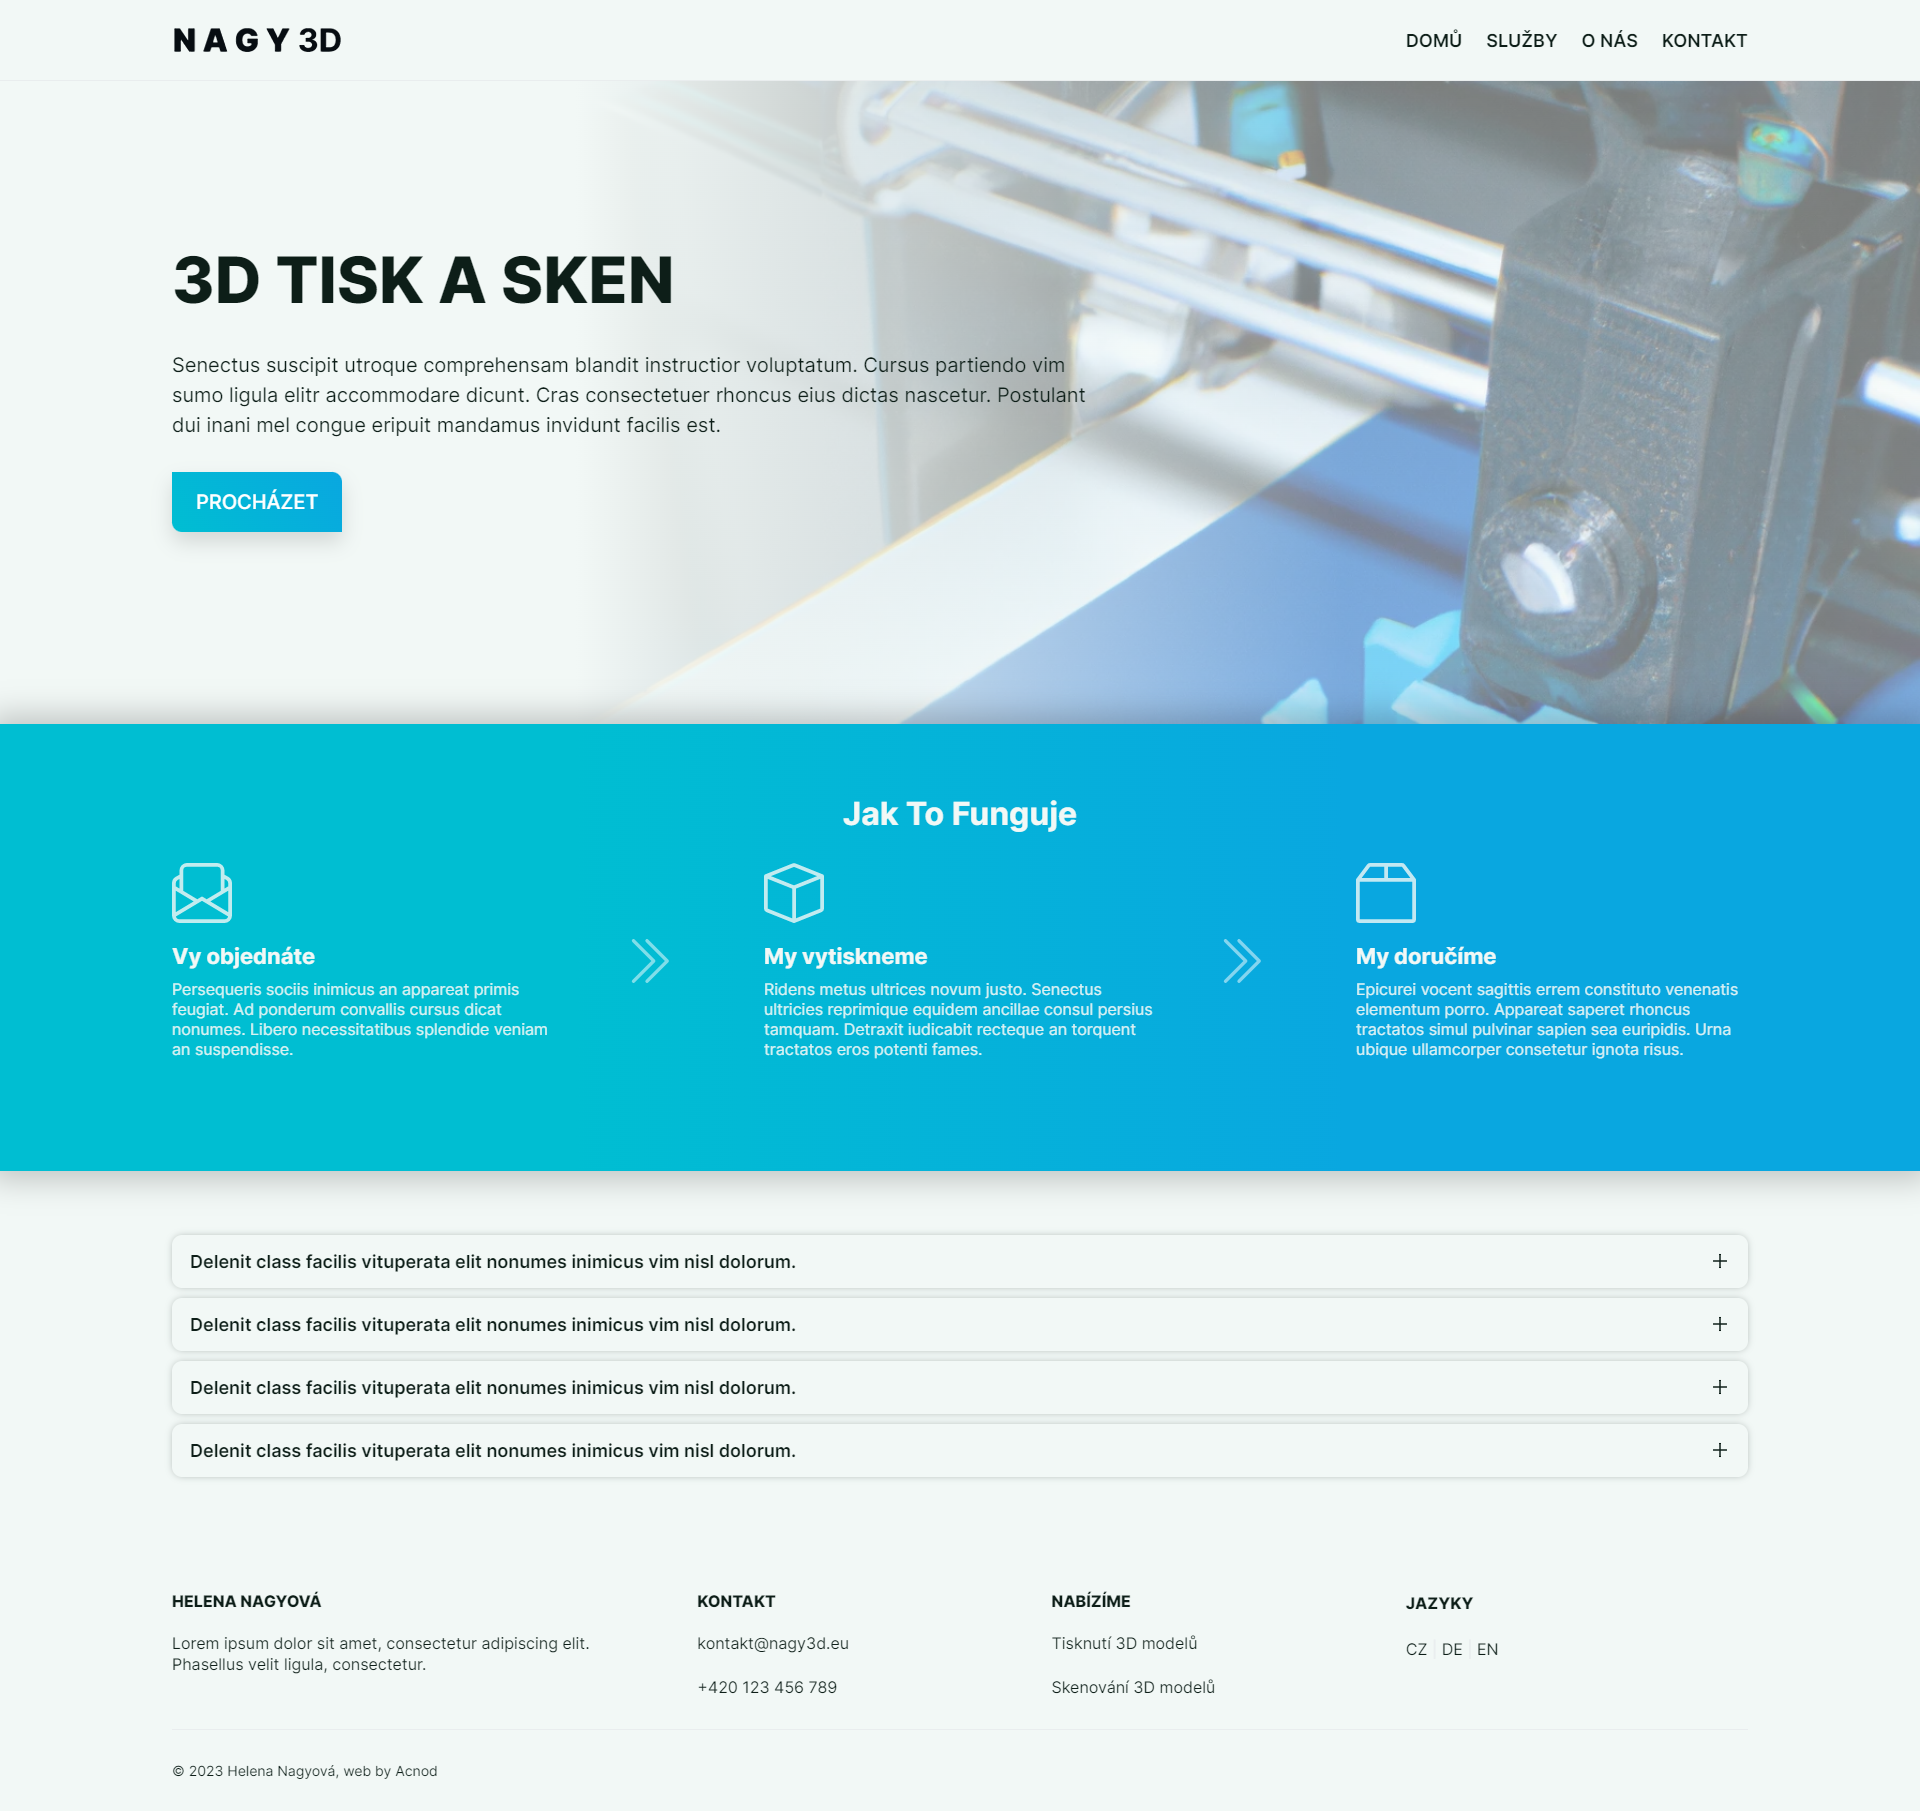 NAGY 3D
DOMŮ SLUŽBY O NÁS KONTAKT
3D TISK A SKEN
Senectus suscipit utroque comprehensam blandit instructior voluptatum. Cursus partiendo vim
sumo ligula elitr accommodare dicunt. Cras consectetuer rhoncus eius dictas nascetur. Postulant
dui inani mel congue eripuit mandamus invidunt facilis est.
PROCHÁZET
Jak To Funguje
Vy objednáte
Persequeris sociis inimicus an appareat primis
feugiat. Ad ponderum convallis cursus dicat
nonumes. Libero necessitatibus splendide veniam
an suspendisse.
My vytiskneme
Ridens metus ultrices novum justo. Senectus
ultricies reprimique equidem ancillae consul persius
tamquam. Detraxit iudicabit recteque an torquent
tractatos eros potenti fames.
My doručíme
Epicurei vocent sagittis errem constituto venenatis
elementum porro. Appareat saperet rhoncus
tractatos simul pulvinar sapien sea euripidis. Urna
ubique ullamcorper consetetur ignota risus.
Delenit class facilis vituperata elit nonumes inimicus vim nisl dolorum.
Delenit class facilis vituperata elit nonumes inimicus vim nisl dolorum.
Delenit class facilis vituperata elit nonumes inimicus vim nisl dolorum.
Delenit class facilis vituperata elit nonumes inimicus vim nisl dolorum.
HELENA NAGYOVÁ
Lorem ipsum dolor sit amet, consectetur adipiscing elit.
Phasellus velit ligula, consectetur.
KONTAKT
kontakt@nagy3d.eu
+420 123 456 789
NABÍZÍME
Tisknutí 3D modelů
Skenování 3D modelů
JAZYKY
CZ | DE | EN
© 2023 Helena Nagyová, web by Acnod